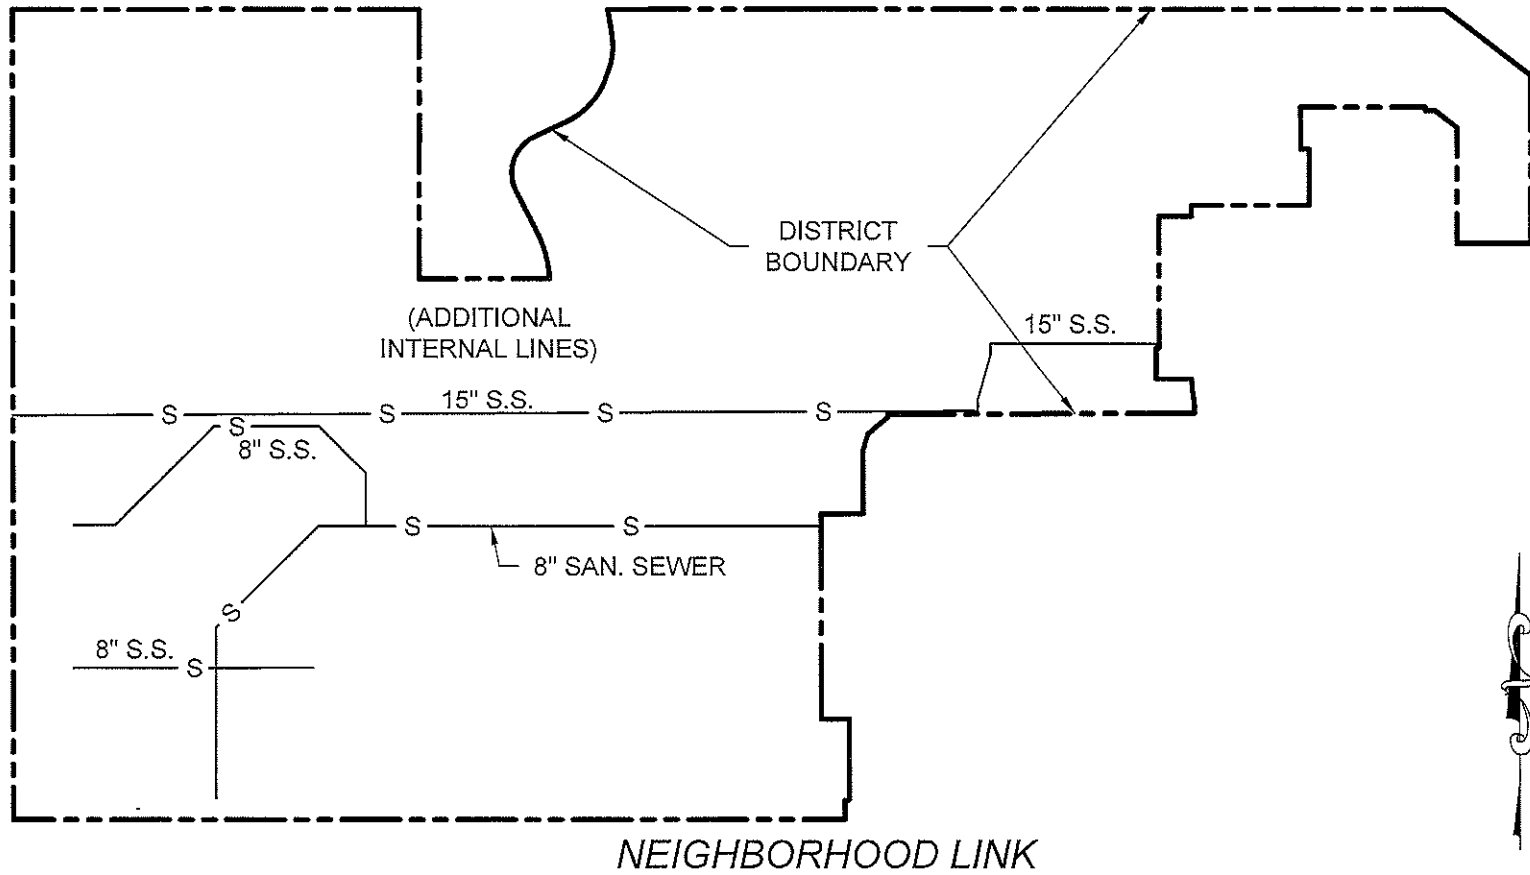 DISTRICT
BOUNDARY
(ADDITIONAL
INTERNAL LINES)
15" S.S.
S
S
15" S.S.
S
S
S
8" S.S.
S
S
8" SAN. SEWER
S
8" S.S.
S
NEIGHBORHOOD LINK